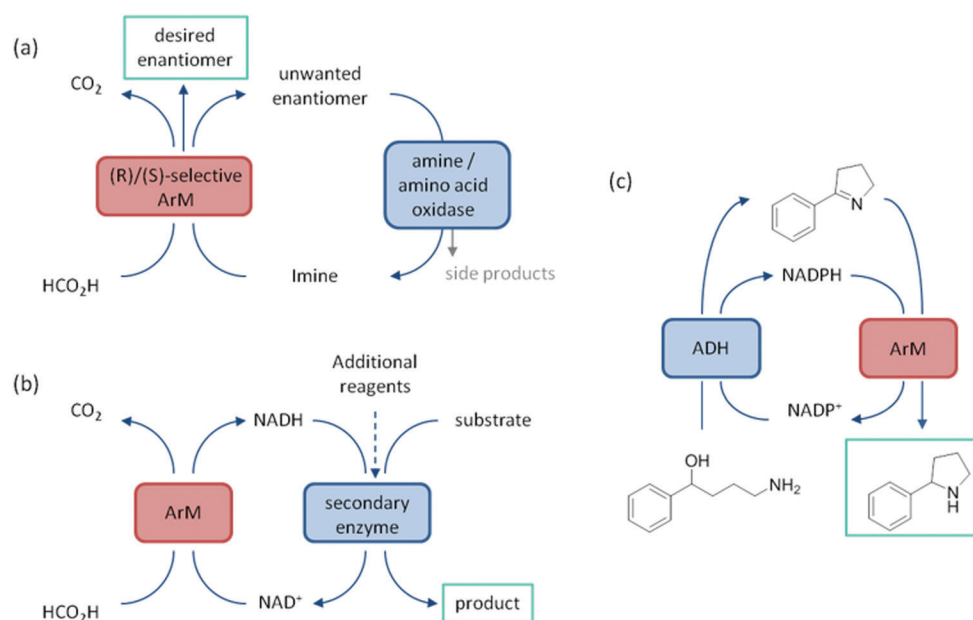 (a)
desired
enantiomer
CO2
unwanted
enantiomer
(R)/(S)-selective
ArM
amine /
amino acid
oxidase
HCO2H
Imine
side products
(b)
CO2
NADH
Additional
reagents
substrate
ArM
secondary
enzyme
HCO2H
NAD+
product
(c)
N
NADPH
ADH
ArM
NADP+
OH
NH2
N
H